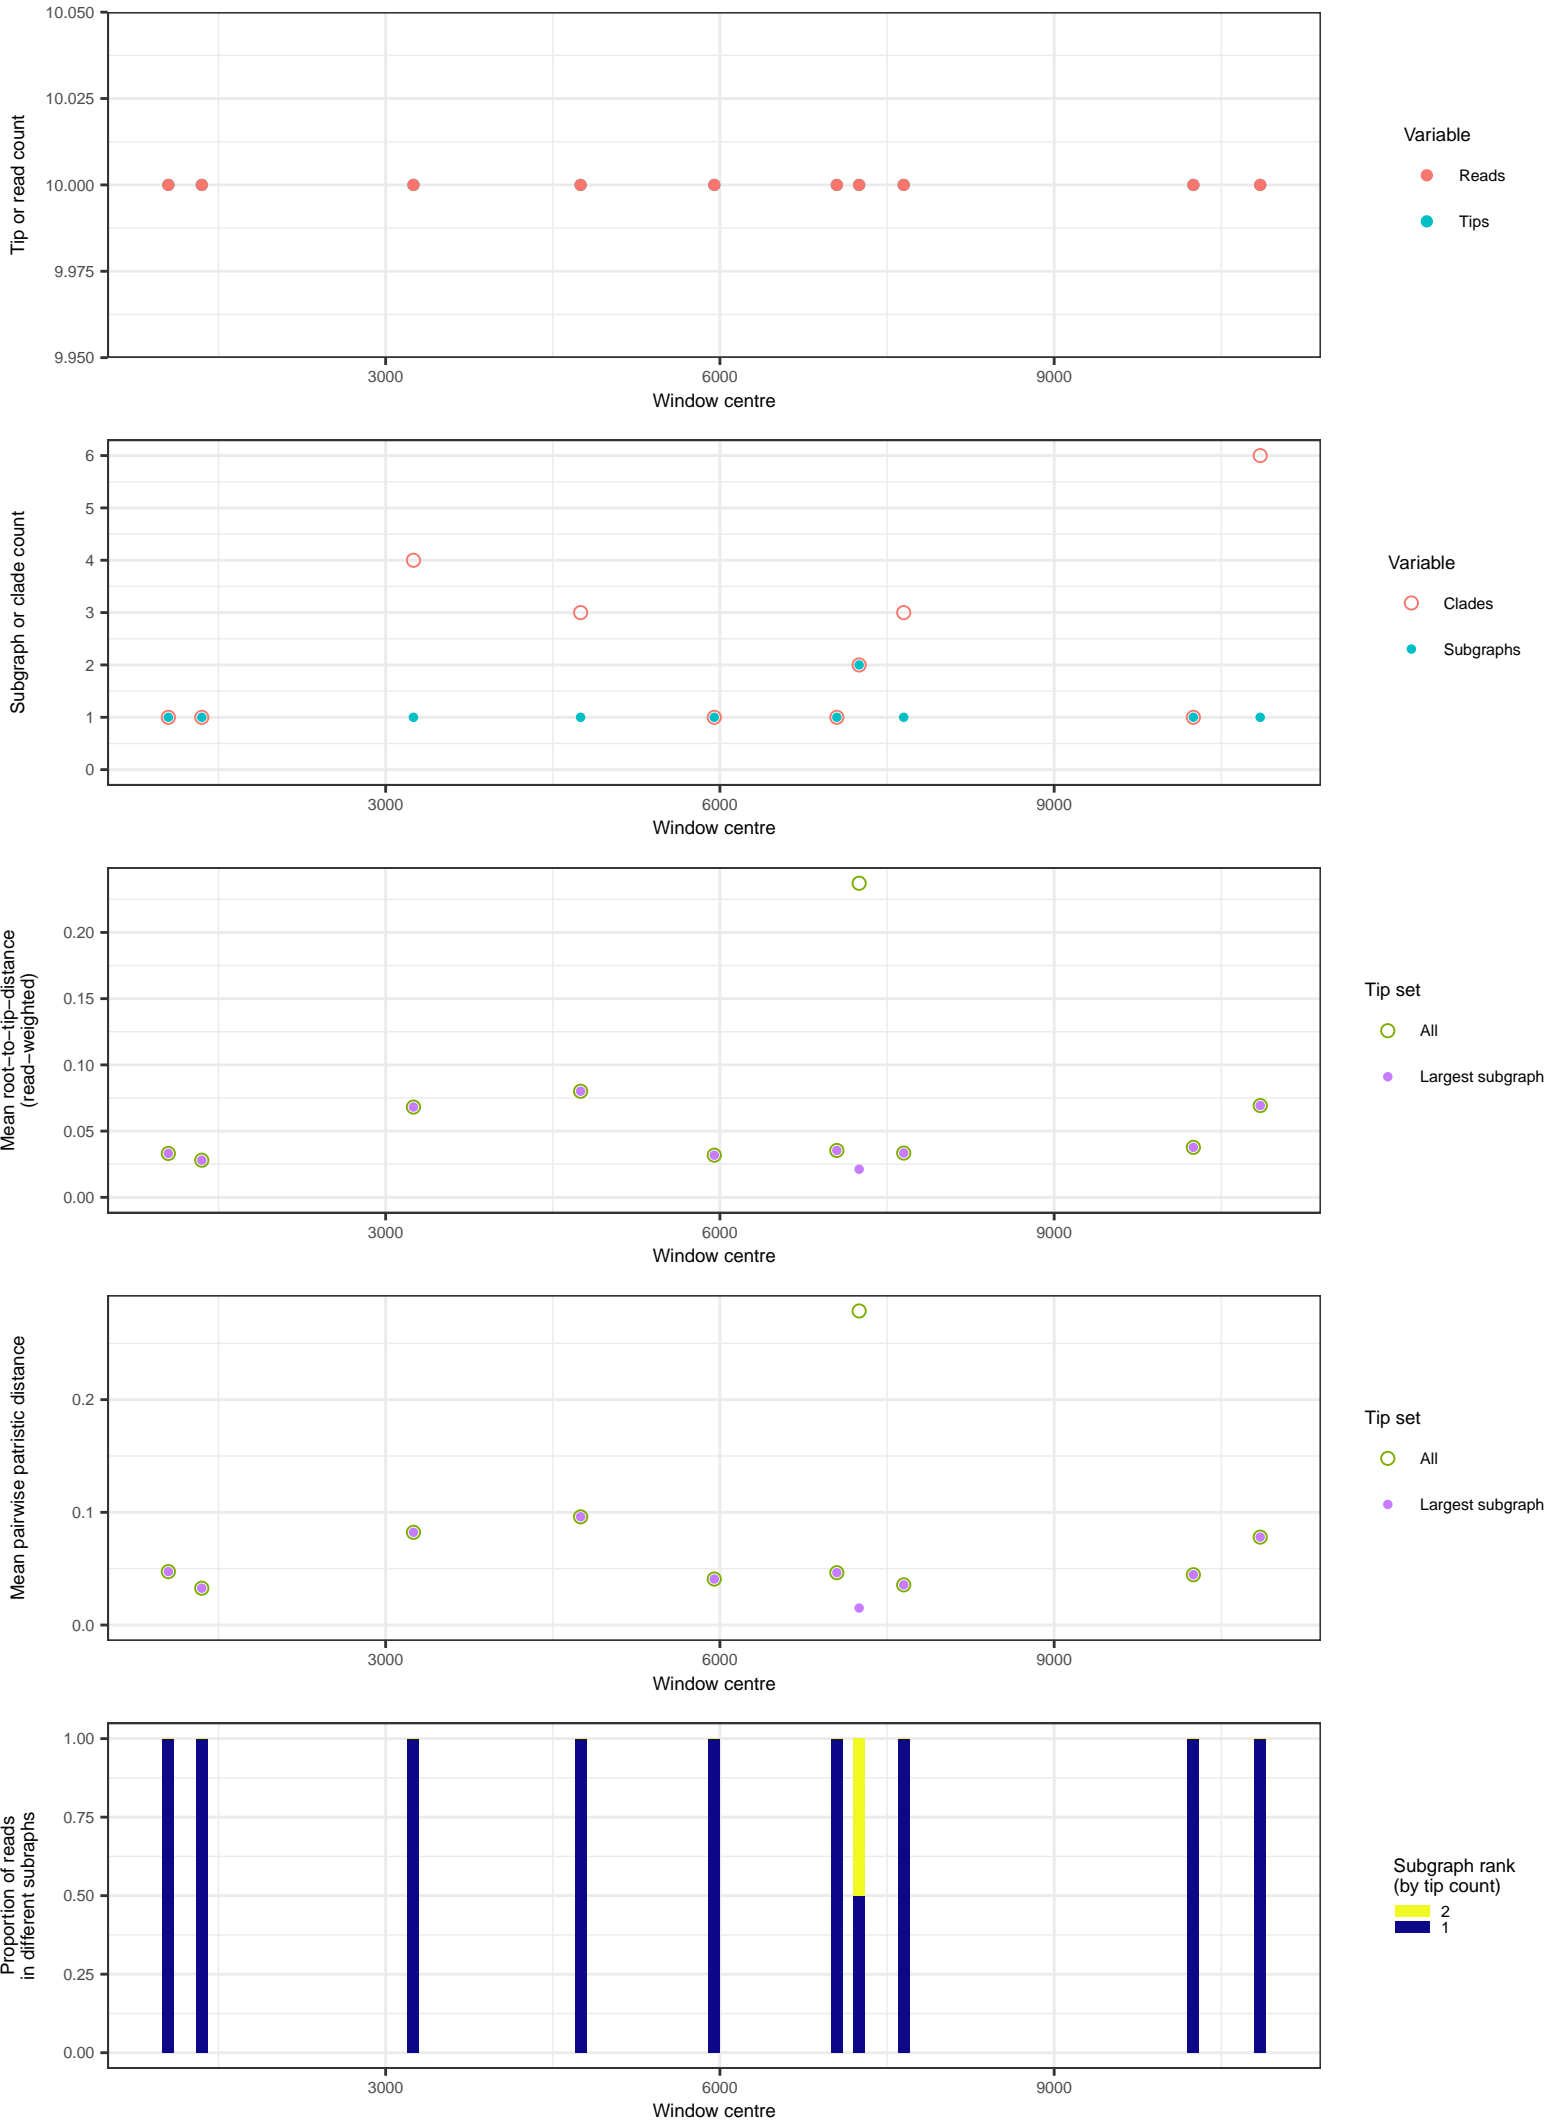 10.050
10.025
10.000
9.975
9.950
Tip or read count
3000
6000
9000
Window centre
Variable
Reads
Tips
6
5
4
3
2
1
0
Subgraph or clade count
3000
6000
9000
Window centre
Variable
Clades
Subgraphs
0.20
0.15
0.10
0.05
0.00
Mean root−to−tip−distance
(read−weighted)
3000
6000
9000
Window centre
Tip set
All
Largest subgraph
0.2
0.1
0.0
Mean pairwise patristic distance
3000
6000
9000
Window centre
Tip set
All
Largest subgraph
1.00
0.75
0.50
0.25
0.00
Proportion of reads
in different subraphs
3000
6000
9000
Window centre
Subgraph rank
(by tip count)
2
1